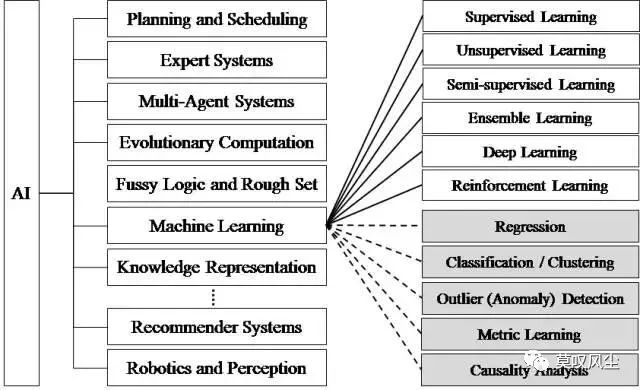 AI
Planning and Scheduling
Expert Systems
Multi-Agent Systems
Evolutionary Computation
Fussy Logic and Rough Set
Machine Learning
Knowledge Representation
Recommender Systems
Robotics and Perception
Supervised Learning
Unsupervised Learning
Semi-supervised Learning
Ensemble Learning
Deep Learning
Reinforcement Learning
Regression
Classification / Clustering
Outlier (Anomaly) Detection
Metric Learning
Causality Analysis
莫叹风尘